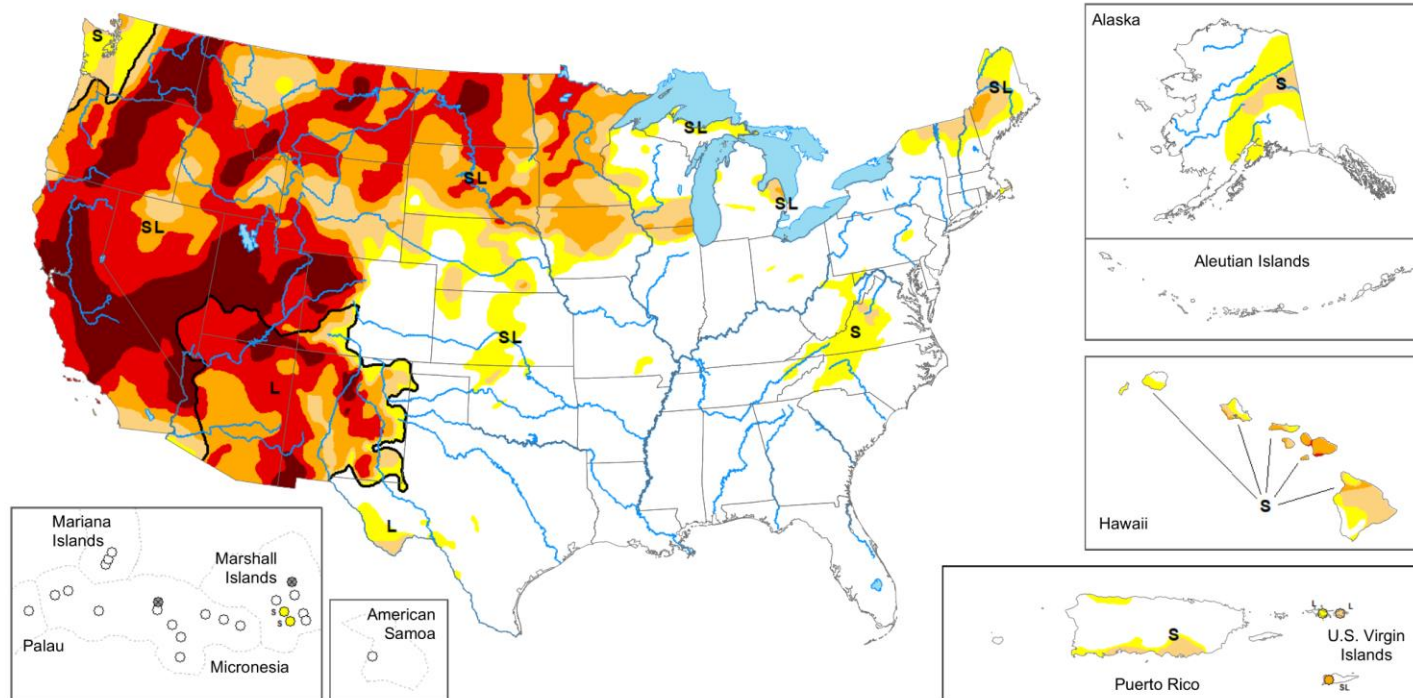 Alaska
S
Aleutian Islands
S
SL
SL
SL
SL
SL
SL
S
L
L
Hawaii
S
Mariana
Islands
Marshall
Islands
S
S
Palau
Micronesia
American
Samoa
S
Puerto Rico
L
L
U.S. Virgin
Islands
SL